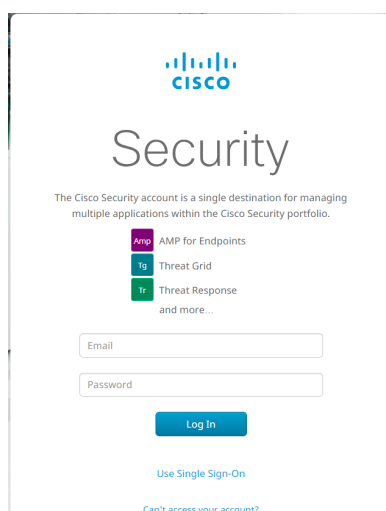 CISCO
Security
The Cisco Security account is a single destination for managing
multiple applications within the Cisco Security portfolio.
Amp AMP for Endpoints
Tg Threat Grid
Tr Threat Response
and more...
Email
Password
Log In
Use Single Sign-On
Can't access your account?